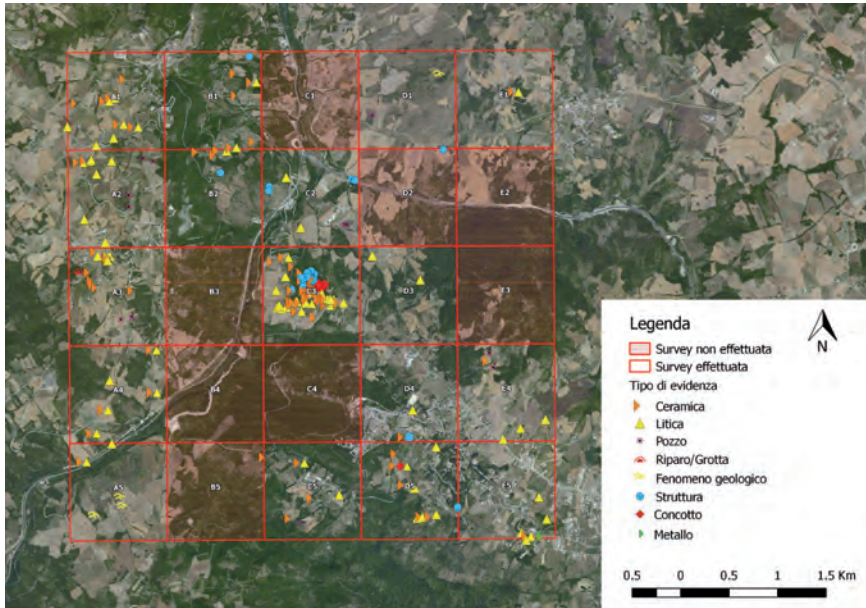 A1
B1
C1
D1
E1
A2
B2
C2
D2
E2
A3
B3
C3
D3
E3
A4
B4
C4
D4
E4
A5
B5
C5
D5
E5
Legenda
Survey non effettuata
Survey effettuata
Tipo di evidenza
Ceramica
Litica
Pozzo
Riparo/Grotta
Fenomeno geologico
Struttura
Concotto
Metallo
N
0.5 0 0.5 1 1.5 Km